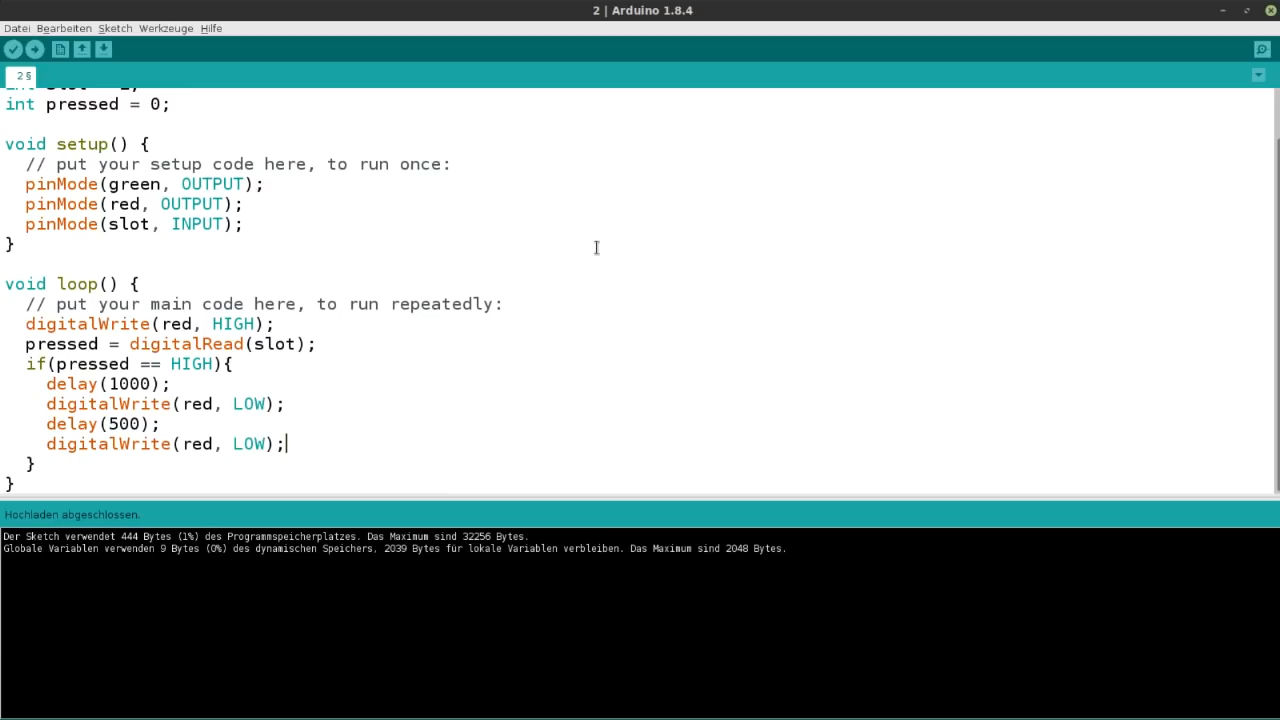 2 | Arduino 1.8.4
Datei Bearbeiten Sketch Werkzeuge Hilfe
2 §
int pressed = 0;
void setup() {
// put your setup code here, to run once:
pinMode(green, OUTPUT);
pinMode(red, OUTPUT);
pinMode(slot, INPUT);
}
void loop() {
// put your main code here, to run repeatedly:
digitalWrite(red, HIGH);
pressed = digitalRead(slot);
if(pressed == HIGH){
delay(1000);
digitalWrite(red, LOW);
delay(500);
digitalWrite(red, LOW);
}
}
Hochladen abgeschlossen.
Der Sketch verwendet 444 Bytes (1%) des Programmspeicherplatzes. Das Maximum sind 32256 Bytes.
Globale Variablen verwenden 9 Bytes (0%) des dynamischen Speichers, 2039 Bytes für lokale Variablen verbleiben. Das Maximum sind 2048 Bytes.